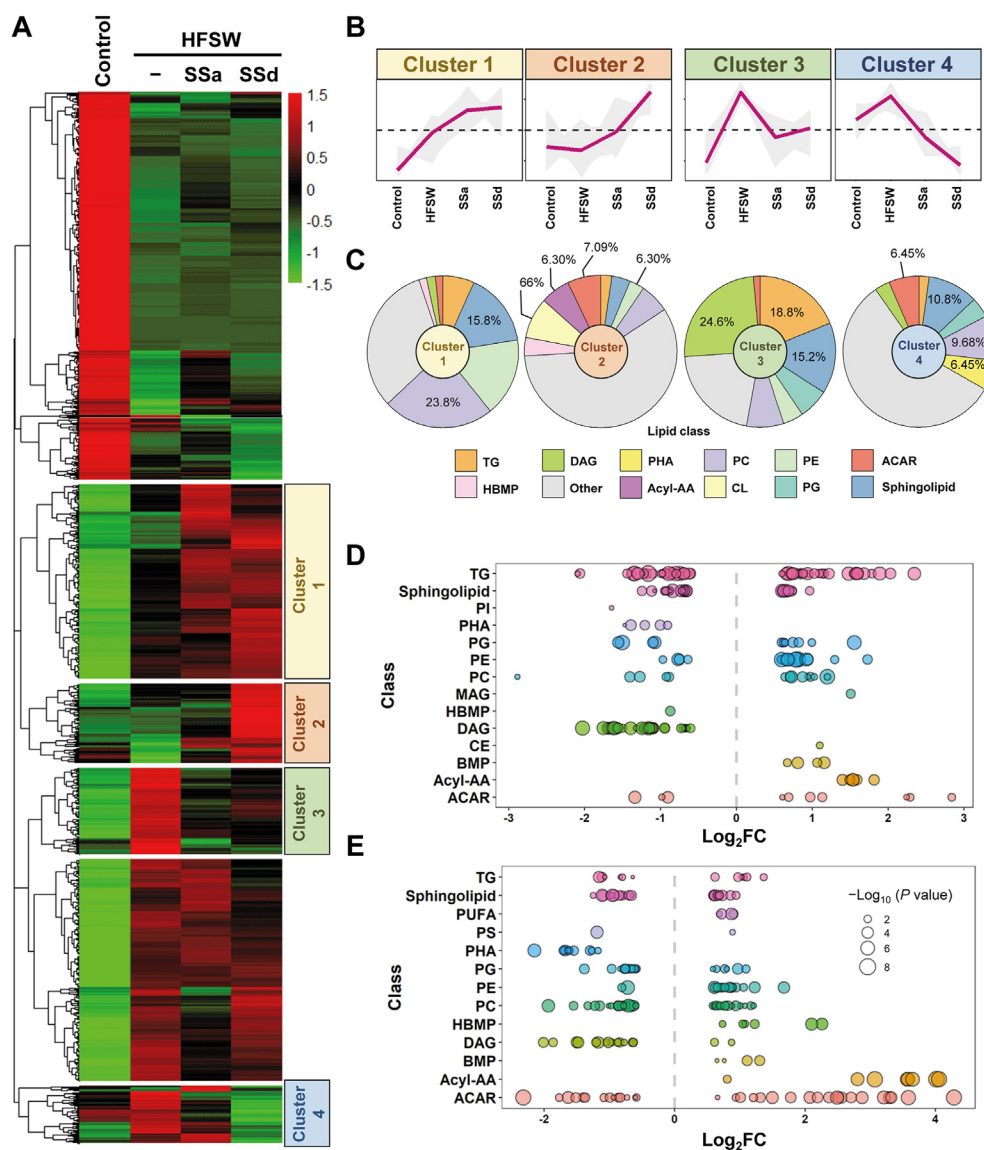 A
Control
HFSW
− SSa SSd
1.5
1
0.5
0
-0.5
-1
-1.5
Cluster 1
Cluster 2
Cluster 3
Cluster 4
B
Cluster 1 Cluster 2 Cluster 3 Cluster 4
Control HFSW SSa SSd Control HFSW SSa SSd Control HFSW SSa SSd Control HFSW SSa SSd
C
15.8%
23.8%
Cluster 1
66%
6.30%
7.09%
6.30%
Cluster 2
24.6%
18.8%
15.2%
Cluster 3
6.45%
10.8%
9.68%
6.45%
Cluster 4
Lipid class
TG DAG PHA PC PE ACAR
HBMP Other Acyl-AA CL PG Sphingolipid
D
Class
TG
Sphingolipid
PI
PHA
PG
PE
PC
MAG
HBMP
DAG
CE
BMP
Acyl-AA
ACAR
-3 -2 -1 0 1 2 3
Log₂FC
E
Class
TG
Sphingolipid
PUFA
PS
PHA
PG
PE
PC
HBMP
DAG
BMP
Acyl-AA
ACAR
−Log₁₀ (P value)
2
4
6
8
-2 0 2 4
Log₂FC